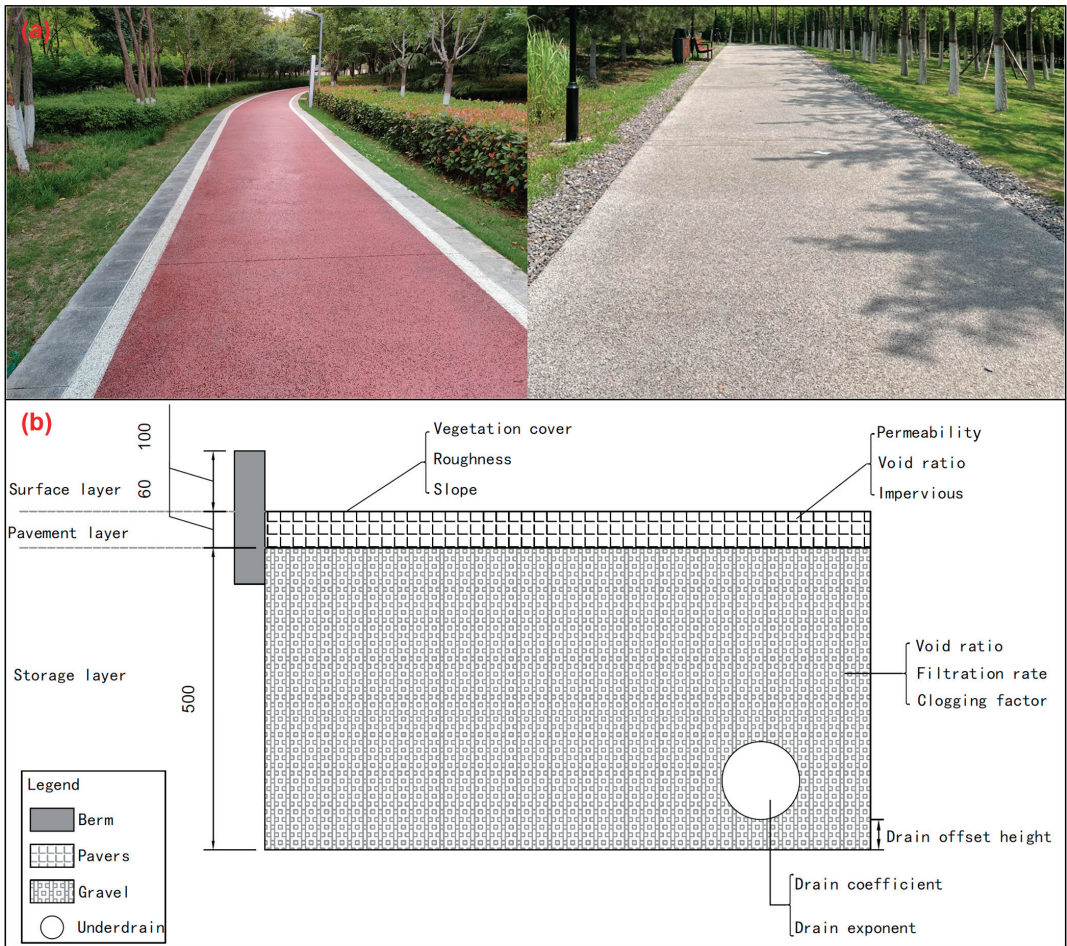 (a)
(b)
100
60
Surface layer
Pavement layer
Storage layer
500
Vegetation cover
Roughness
Slope
Permeability
Void ratio
Impervious
Void ratio
Filtration rate
Clogging factor
Drain offset height
Drain coefficient
Drain exponent
Legend
Berm
Pavers
Gravel
Underdrain